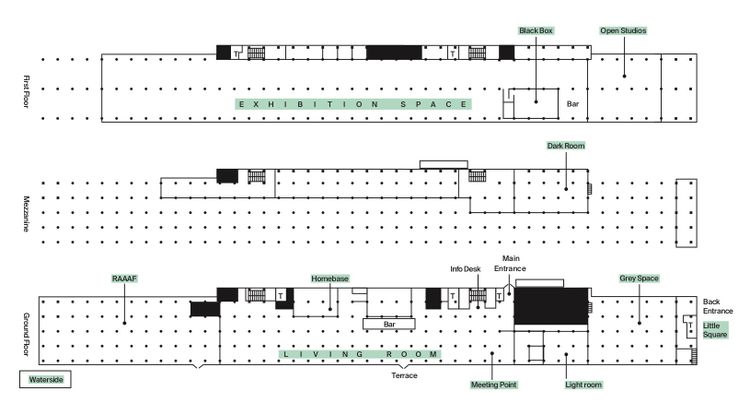 Black Box
Open Studios
T
T
First Floor
EXHIBITION SPACE
Bar
Dark Room
Mezzanine
Main
Entrance
RAAAF
Homebase
Info Desk
Grey Space
T
T
T
Back
Entrance
Ground Floor
Bar
T
Little
Square
LIVING ROOM
Waterside
Terrace
Meeting Point
Light room